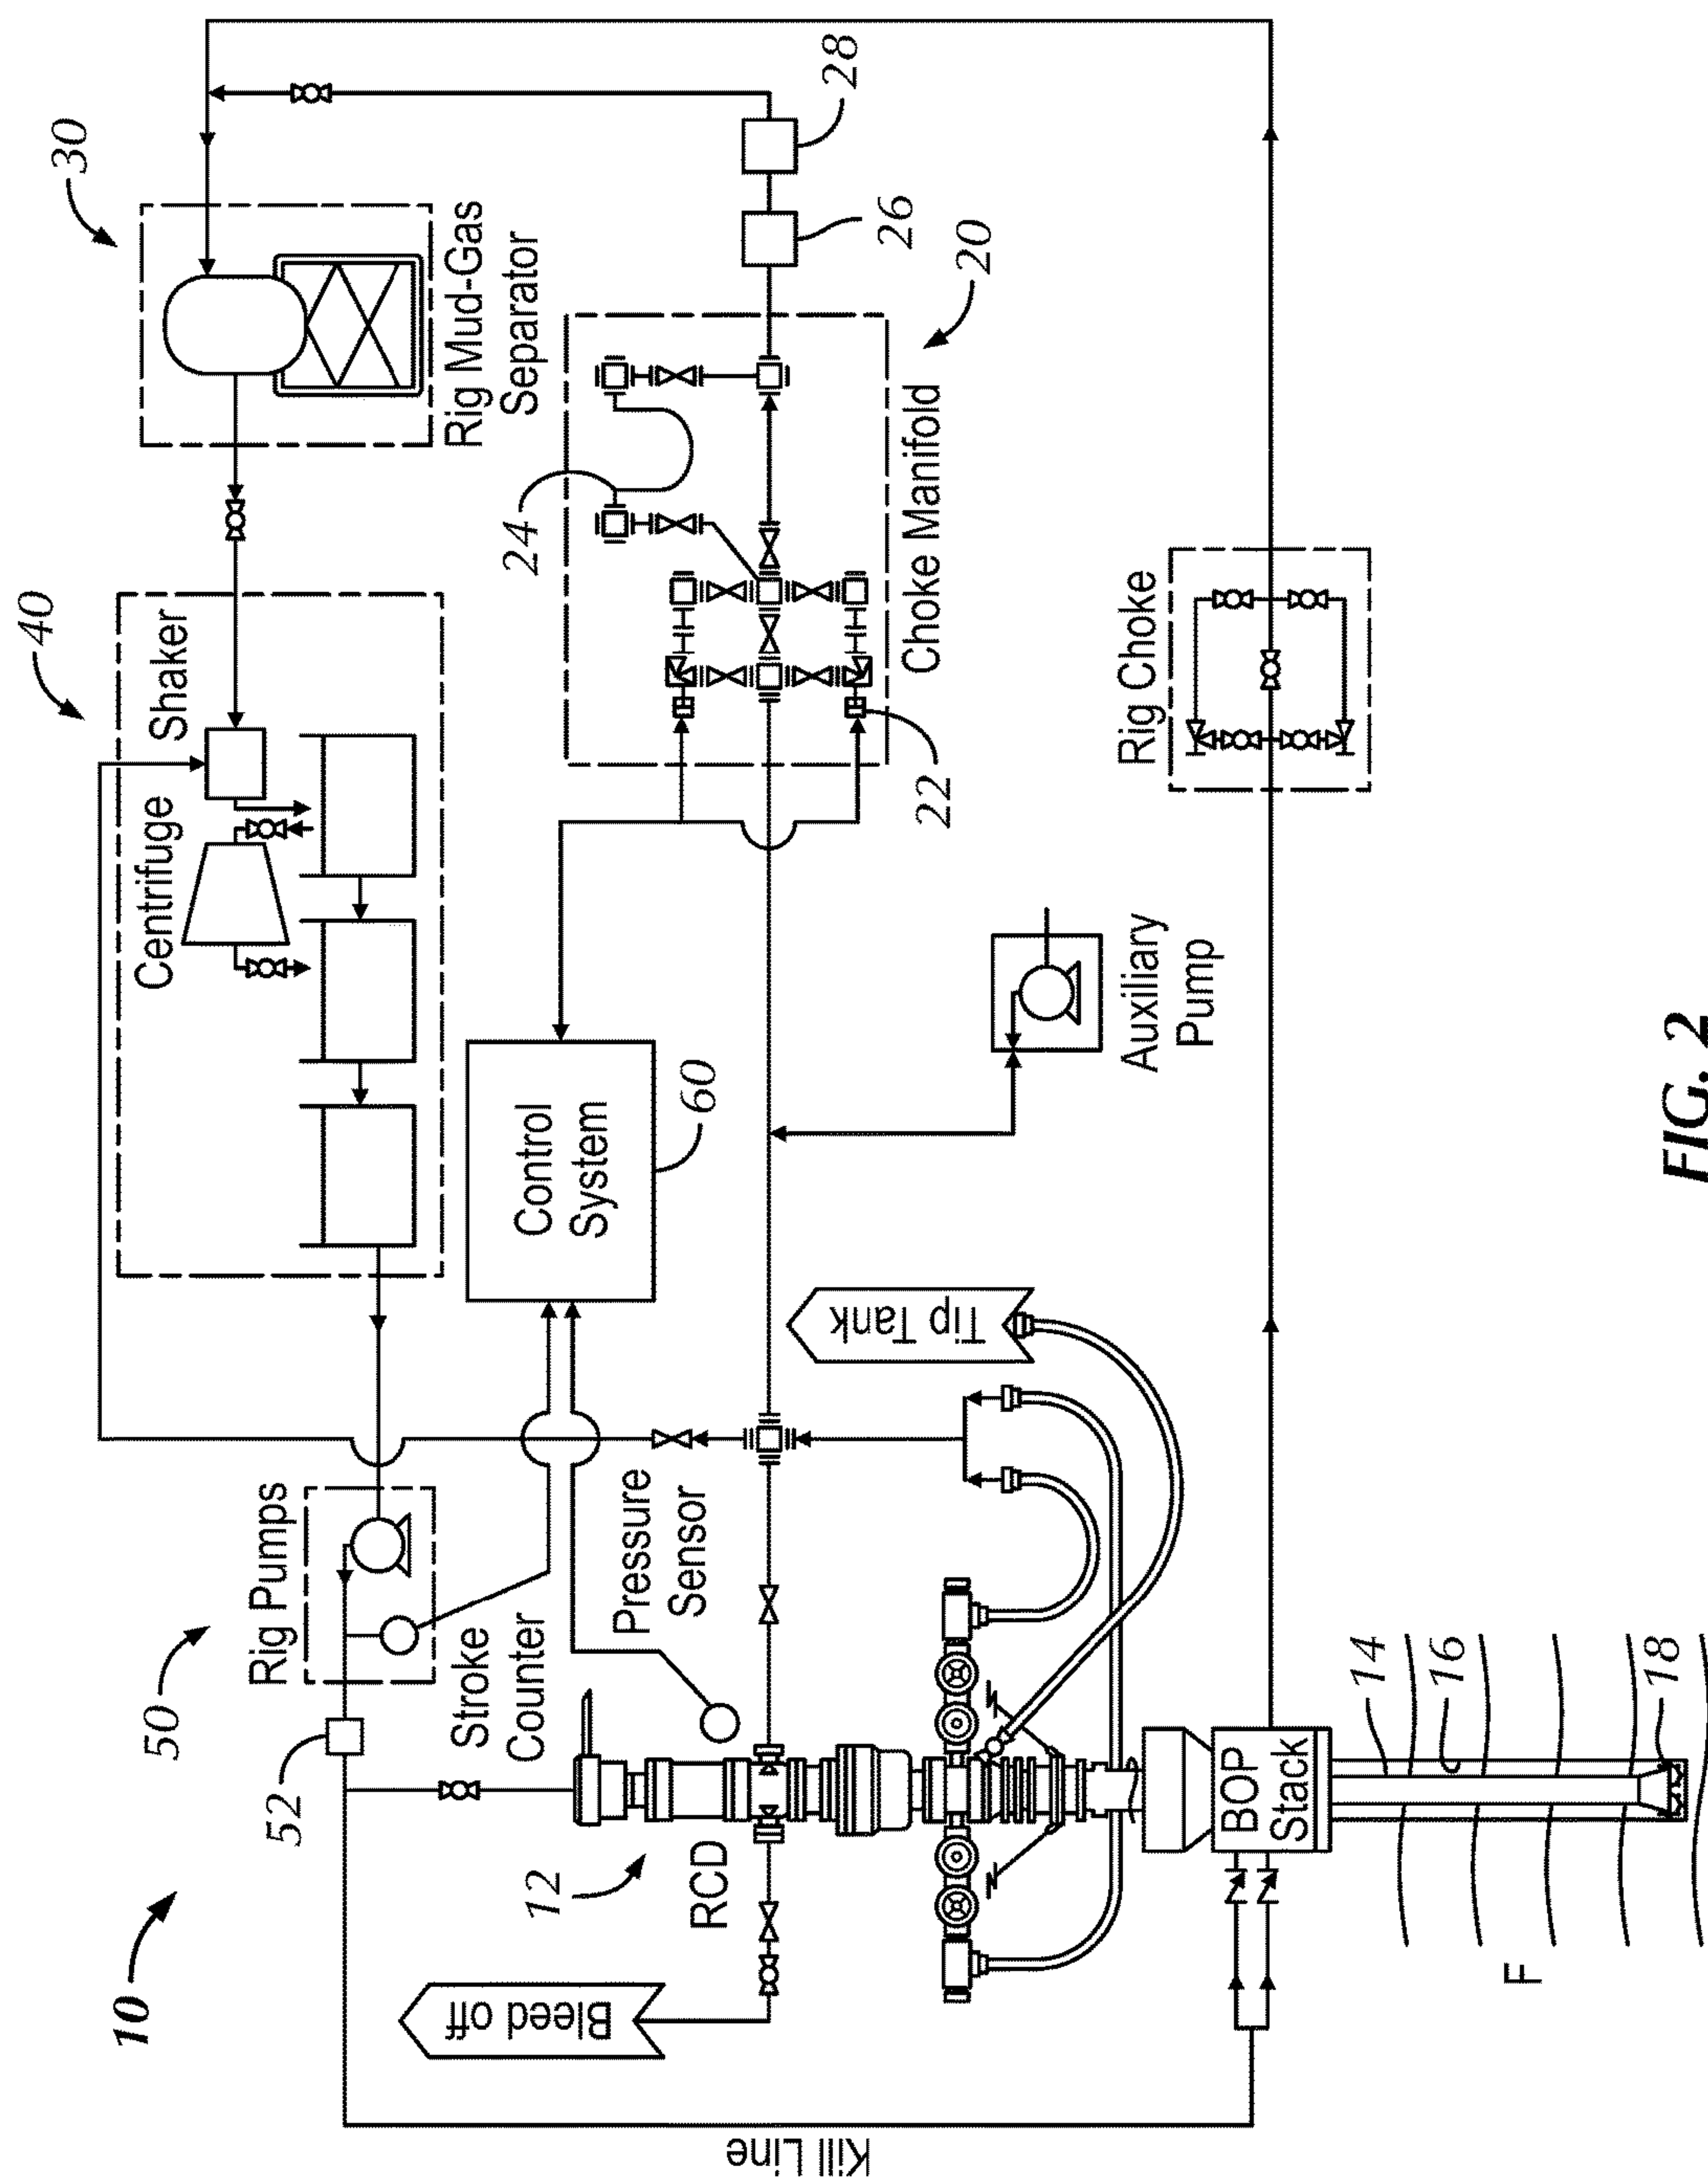 10
50
40
30
Kill Line
Bleed off
52
12
RCD
Rig Pumps
Stroke
Counter
Pressure
Sensor
Centrifuge
Shaker
Rig Mud-Gas
Separator
Control
System
60
24
22
26
28
20
Choke Manifold
Tip Tank
Auxiliary
Pump
Rig Choke
BOP
Stack
14
16
18
F
FIG. 2